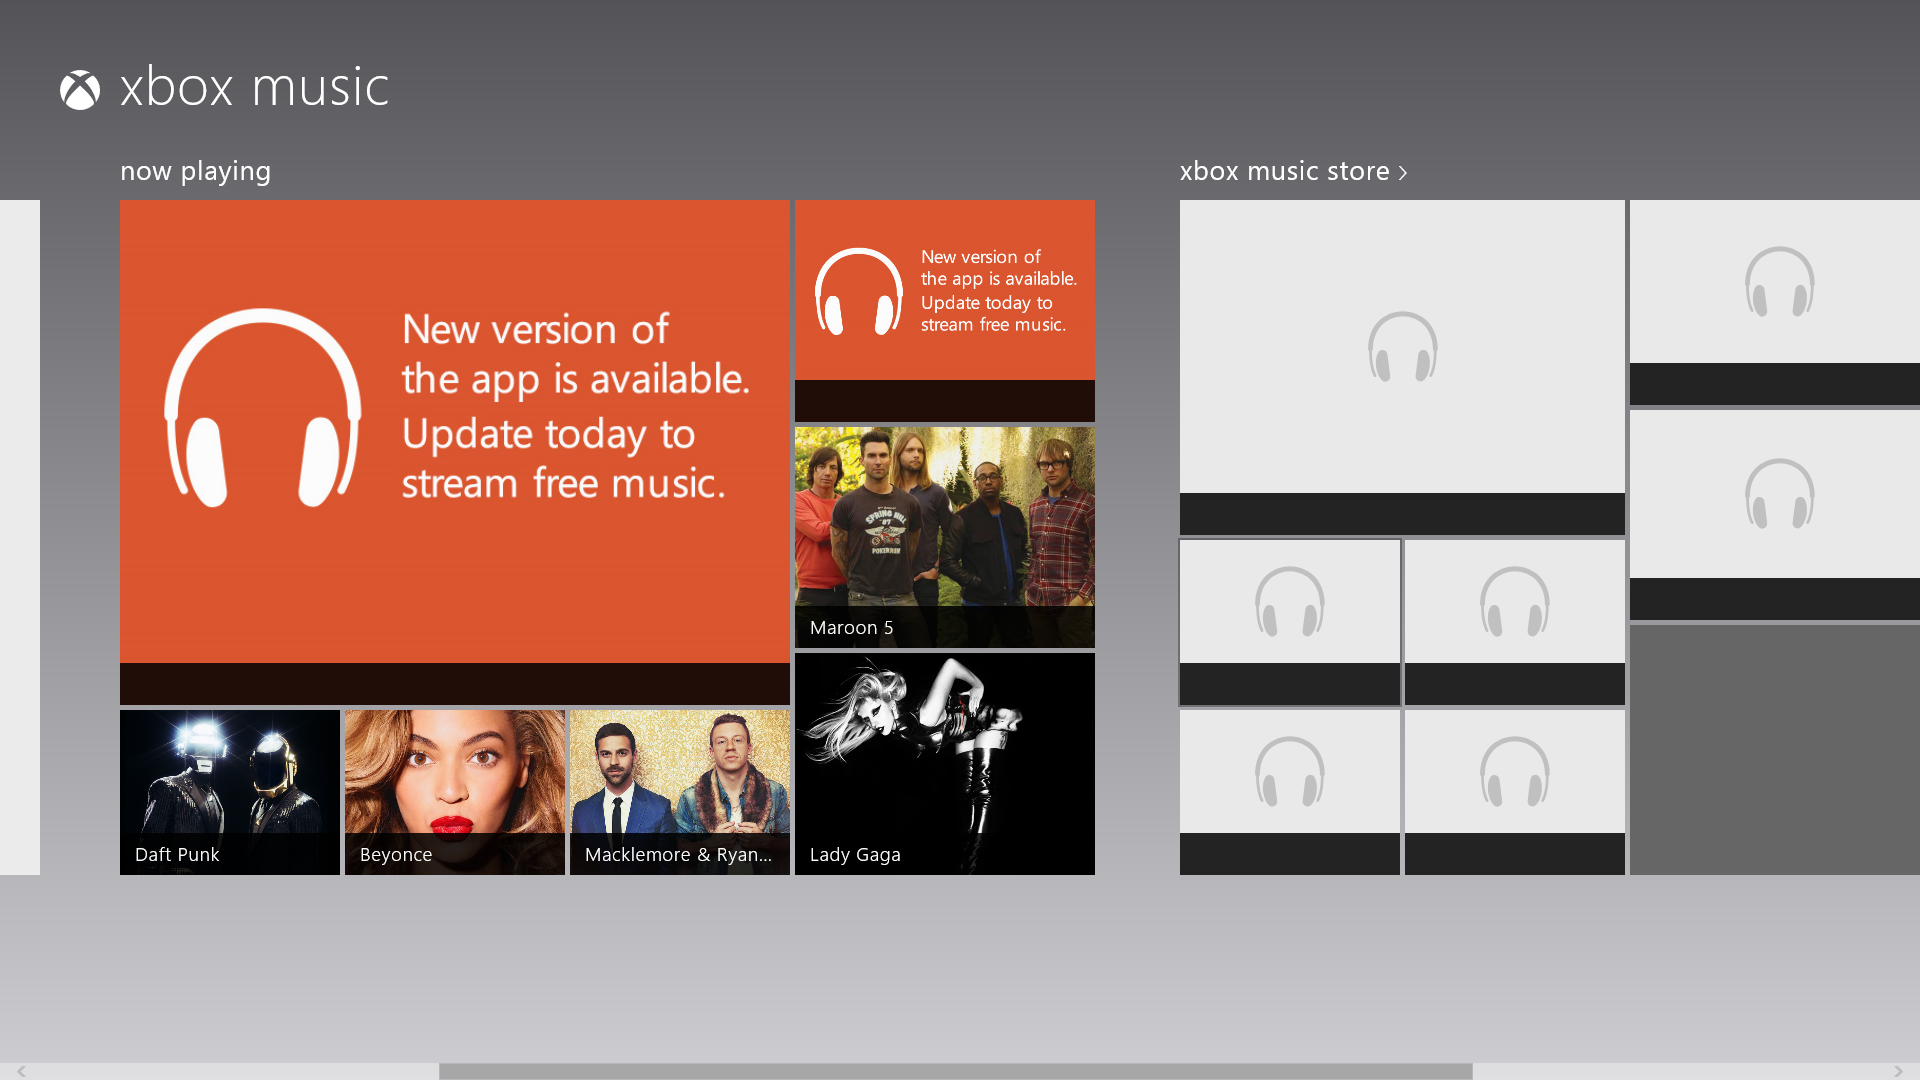 xbox music
now playing
xbox music store >
New version of
the app is available.
Update today to
stream free music.
New version of
the app is available.
Update today to
stream free music.
SPRING HILL
Maroon 5
Daft Punk
Beyonce
Macklemore & Ryan...
Lady Gaga